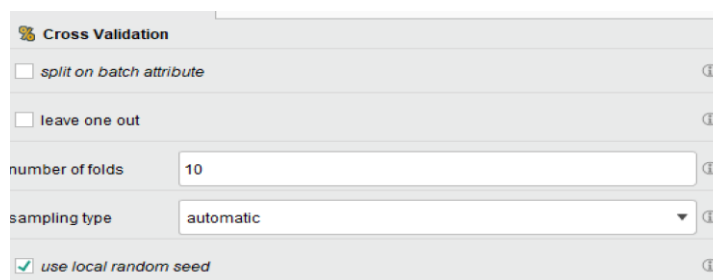 Cross Validation
split on batch attribute
leave one out
number of folds 10
sampling type automatic
use local random seed